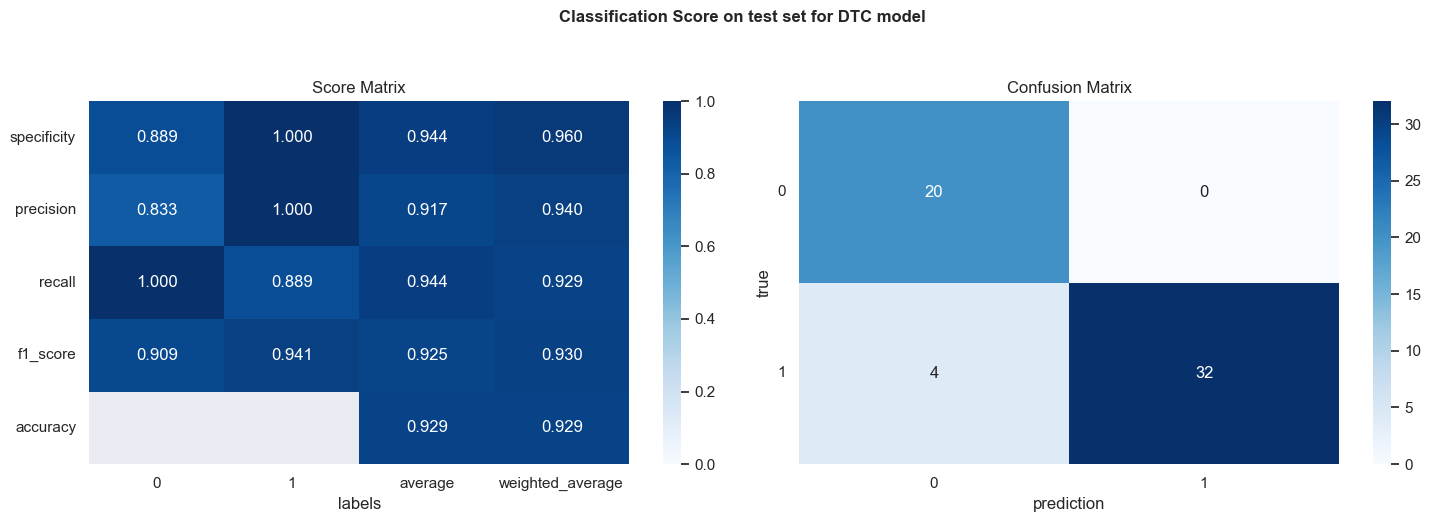 Classification Score on test set for DTC model
Score Matrix
specificity 0.889 1.000 0.944 0.960
precision 0.833 1.000 0.917 0.940
recall 1.000 0.889 0.944 0.929
f1_score 0.909 0.941 0.925 0.930
accuracy 0.929 0.929
0 1 average weighted_average
labels
1.0
0.8
0.6
0.4
0.2
0.0
Confusion Matrix
true
0 20 0
1 4 32
0 1
prediction
30
25
20
15
10
5
0